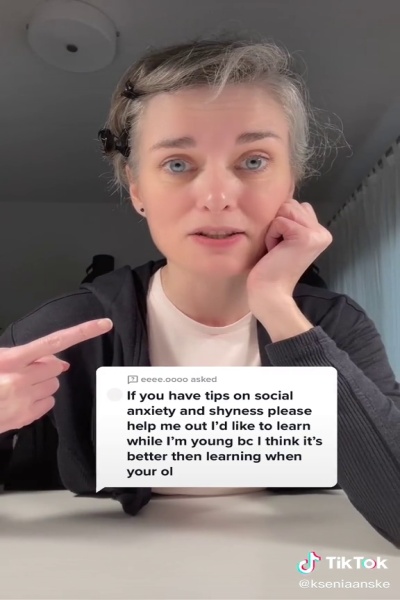 eeee.oooo asked
If you have tips on social
anxiety and shyness please
help me out I'd like to learn
while I'm young bc I think it's
better then learning when
your ol
TikTok
@kseniaanske